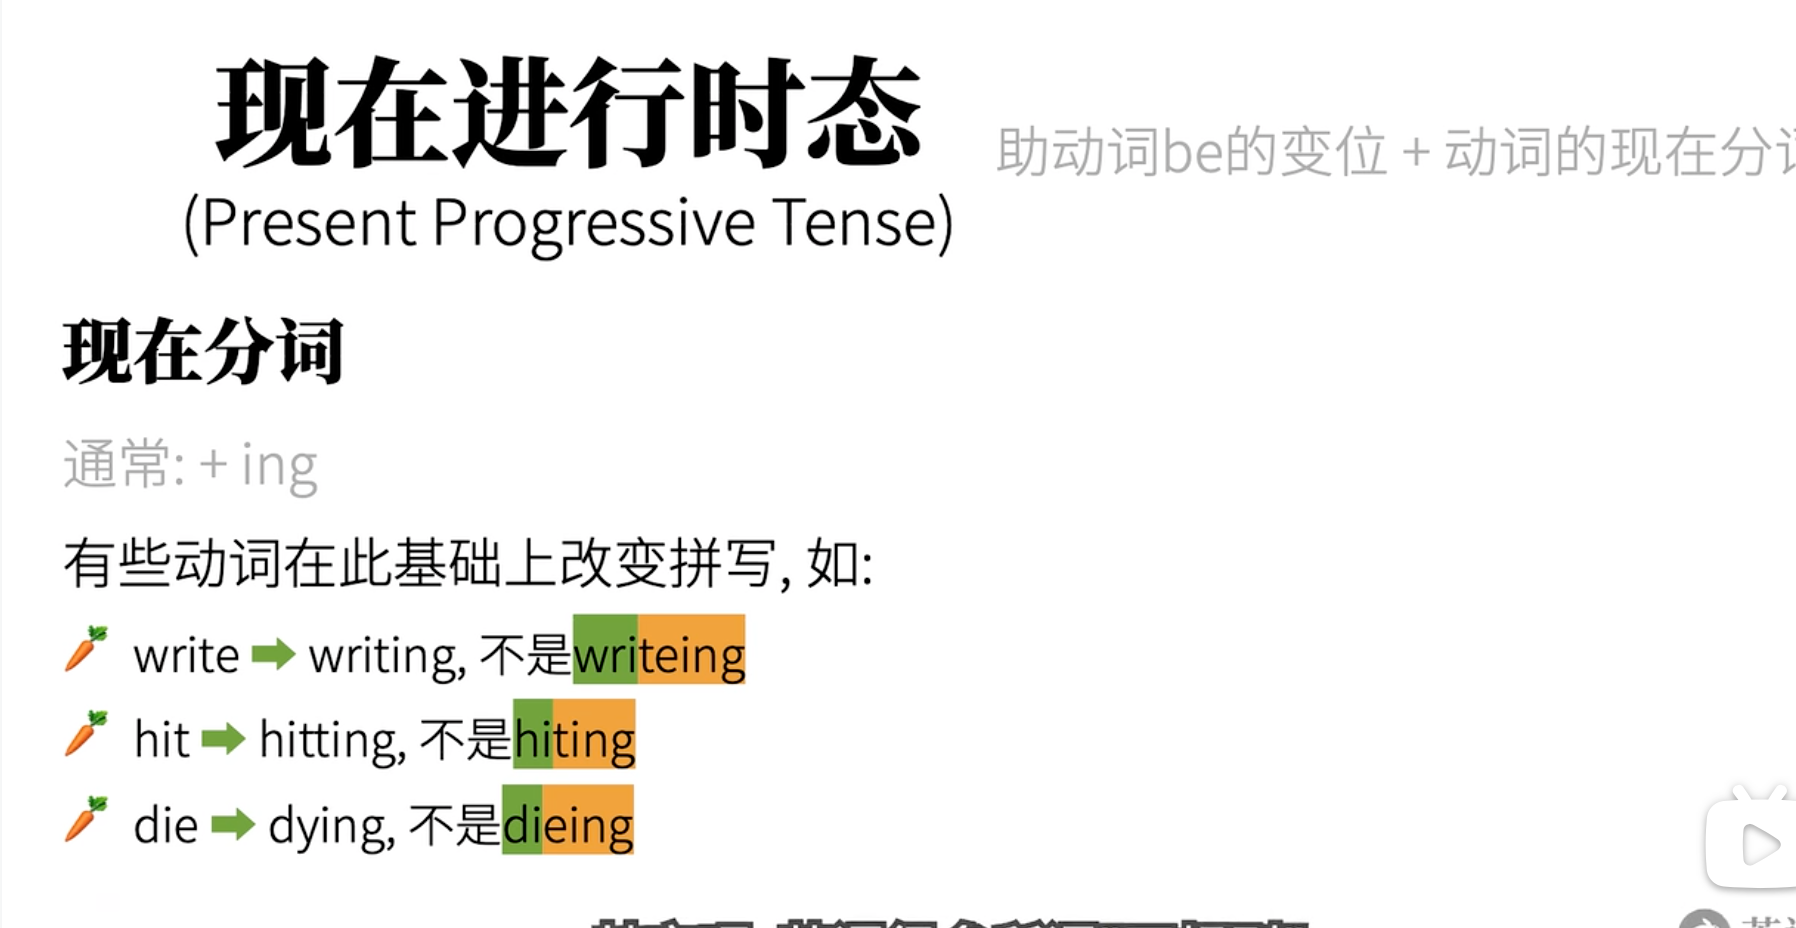 现在进行时态
助动词be的变位 + 动词的现在分
(Present Progressive Tense)
现在分词
通常: + ing
有些动词在此基础上改变拼写, 如:
write writing, 不是writeing
hit hitting, 不是hiting
die dying, 不是dieing